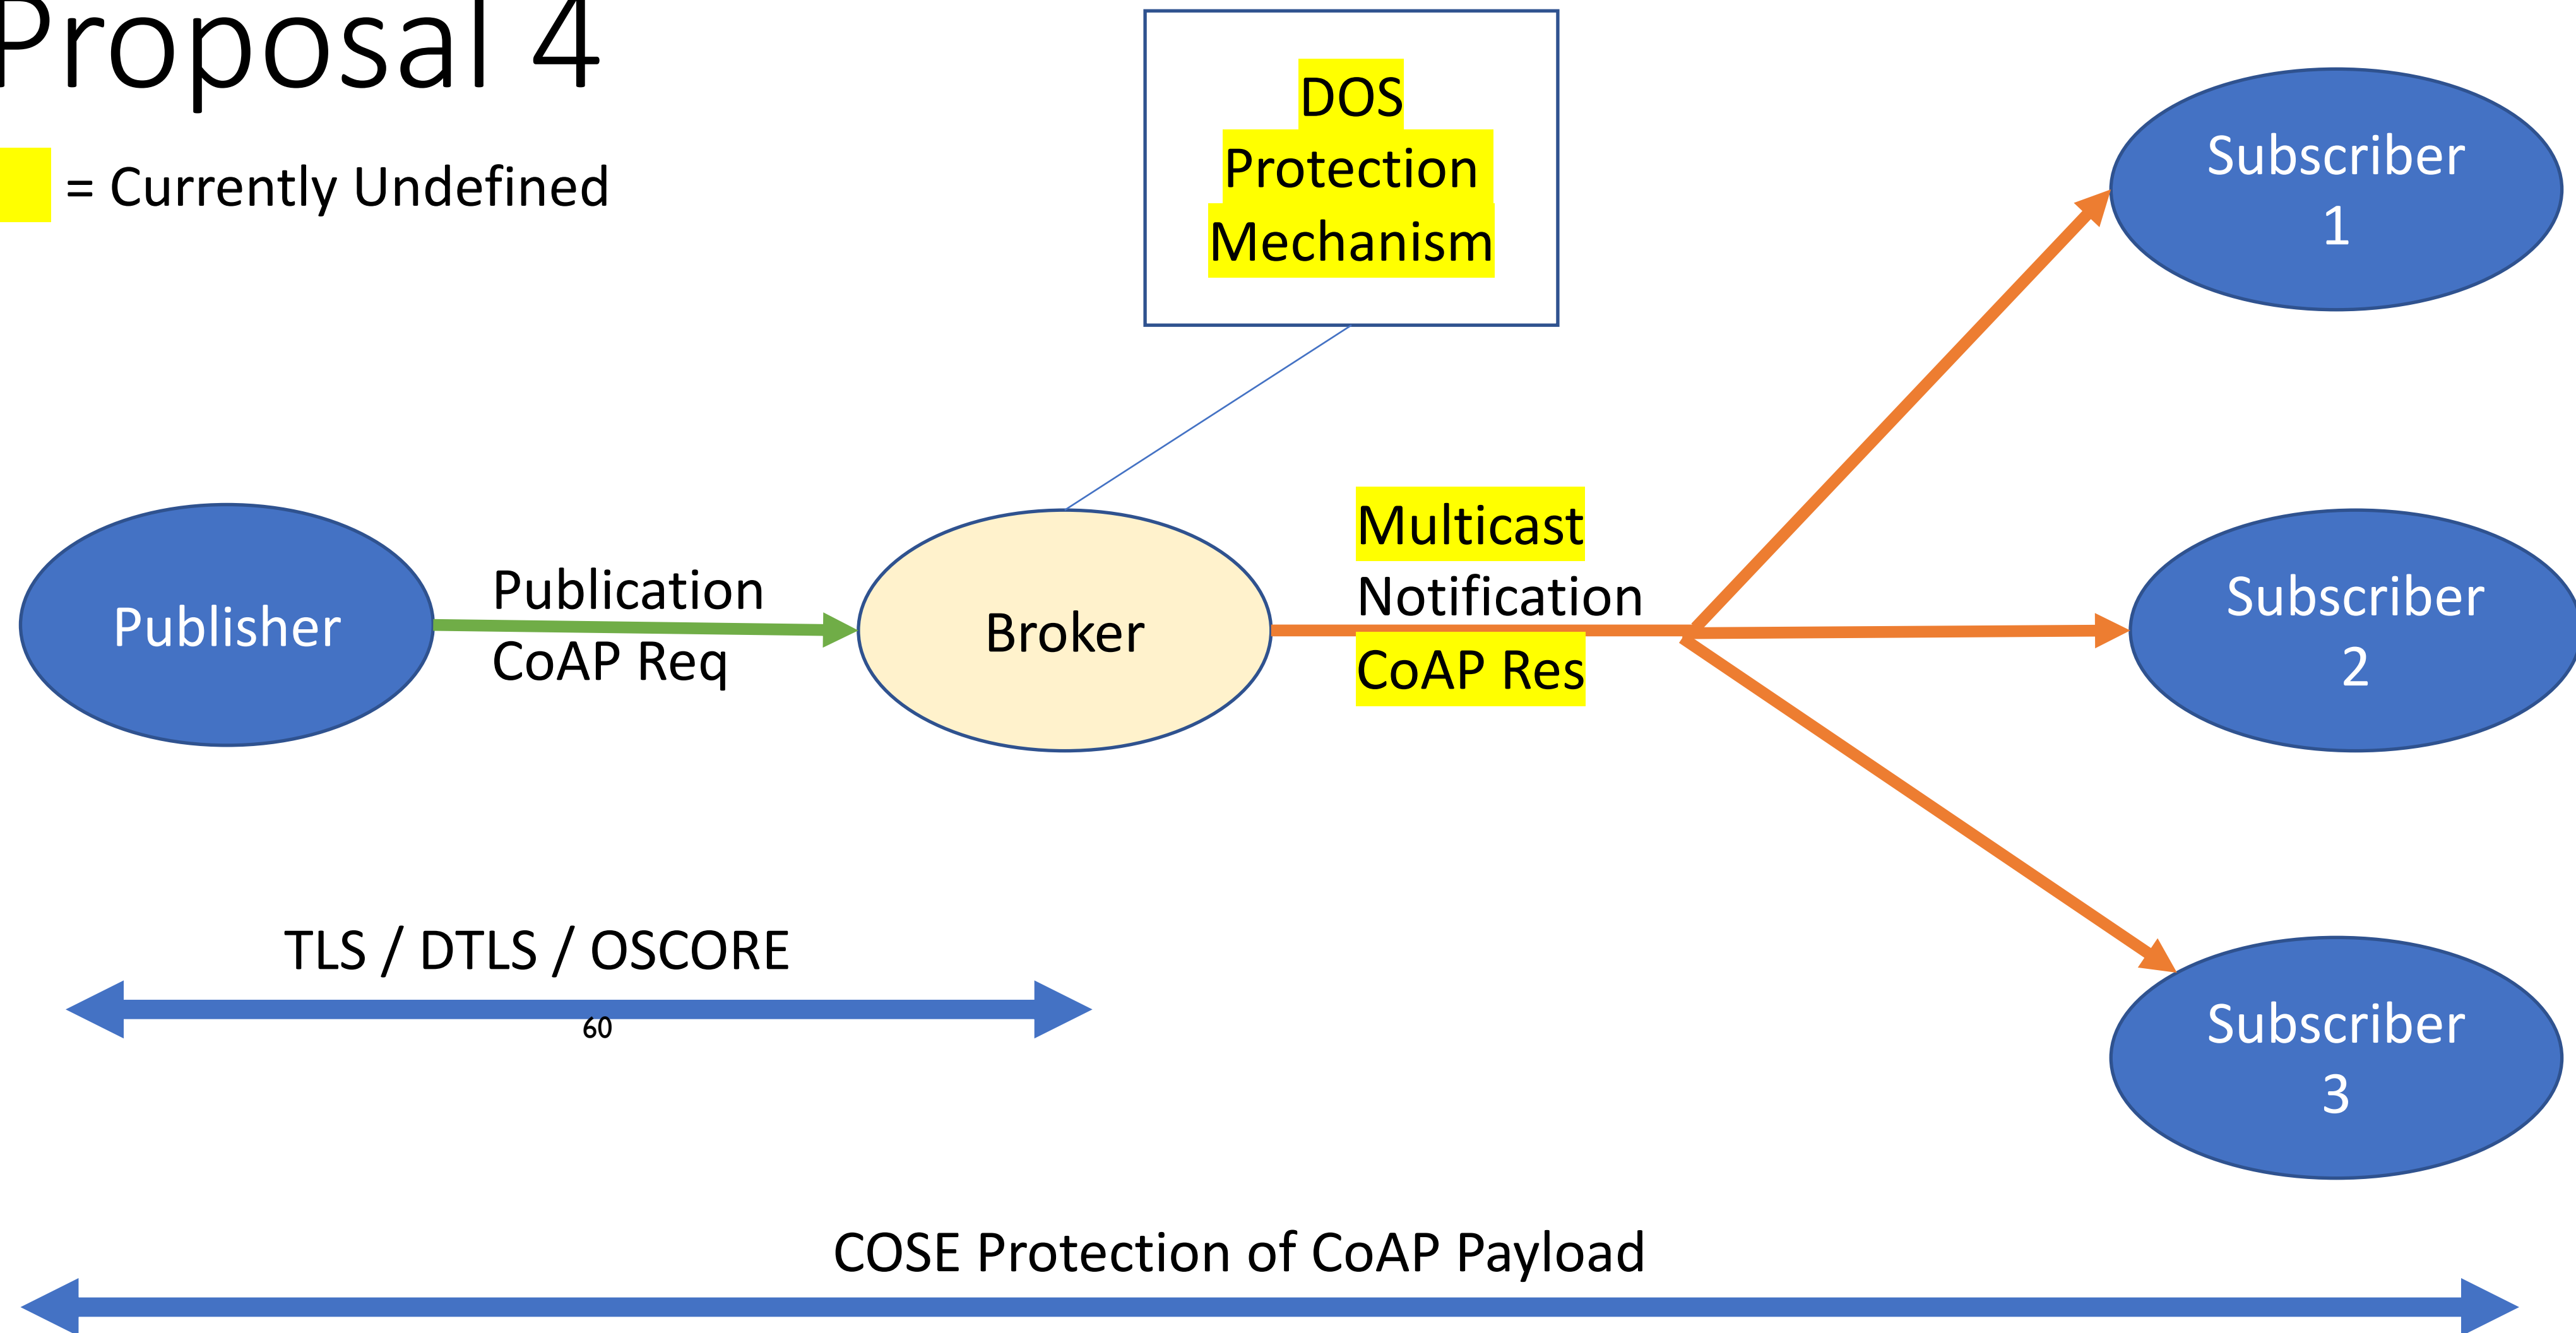 Proposal 4
= Currently Undefined
DOS
Protection
Mechanism
Subscriber
1
Multicast
Notification
CoAP Res
Publication
CoAP Req
Publisher
Broker
Subscriber
2
TLS / DTLS / OSCORE
60
Subscriber
3
COSE Protection of CoAP Payload